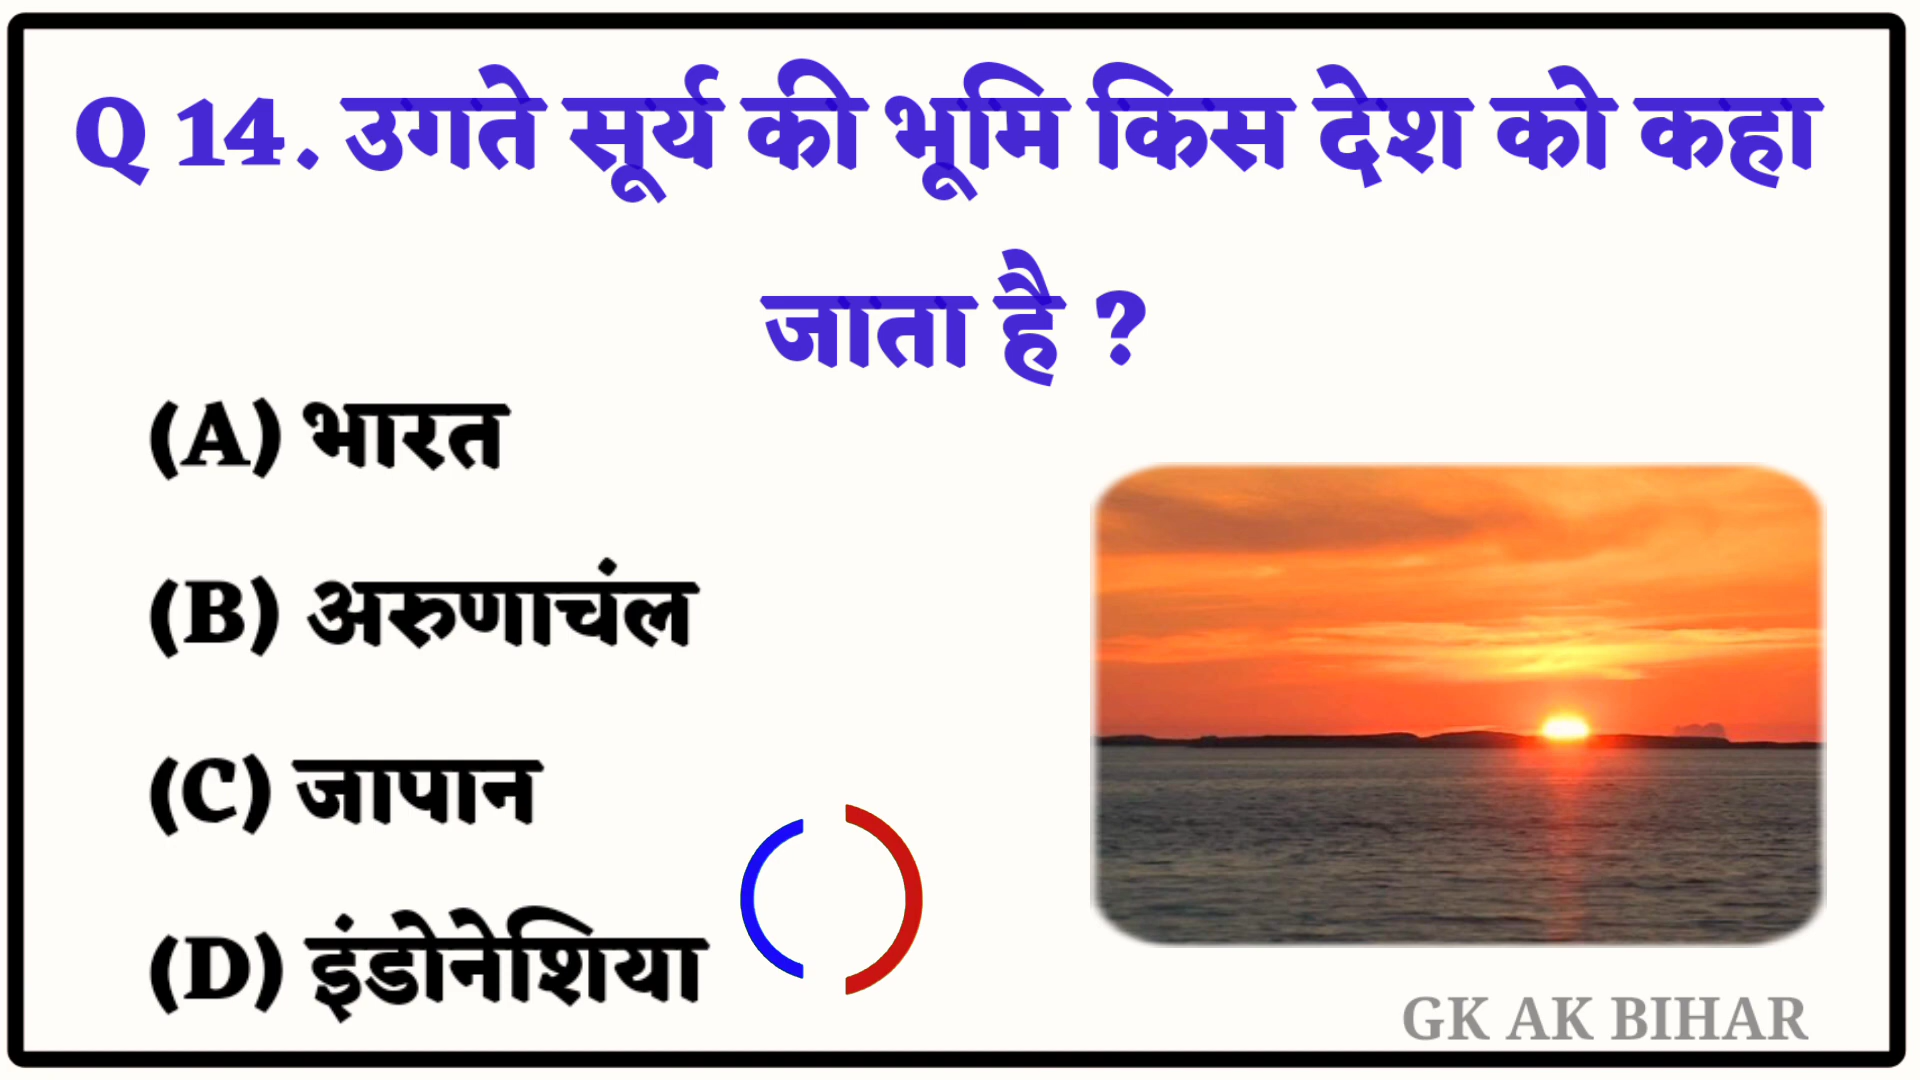 Q 14. उगते सूर्य की भूमि किस देश को कहा
जाता है ?
(A) भारत
(B) अरुणाचंल
(C) जापान
(D) इंडोनेशिया
GK AK BIHAR